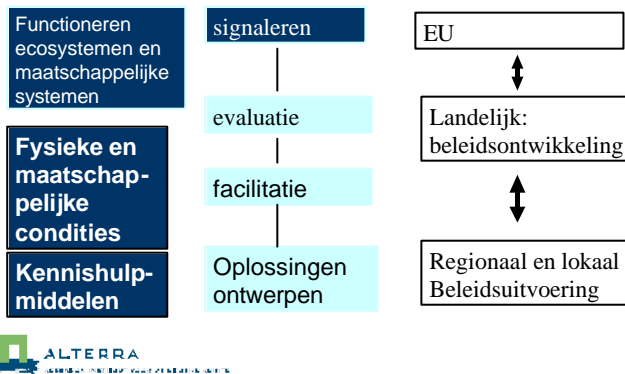 Functioneren
ecosystemen en
maatschappelijke
systemen
Fysieke en
maatschap-
pelijke
condities
Kennishulp-
middelen
signaleren
evaluatie
facilitatie
Oplossingen
ontwerpen
EU
Landelijk:
beleidsontwikkeling
Regionaal en lokaal
Beleidsuitvoering
ALTERRA